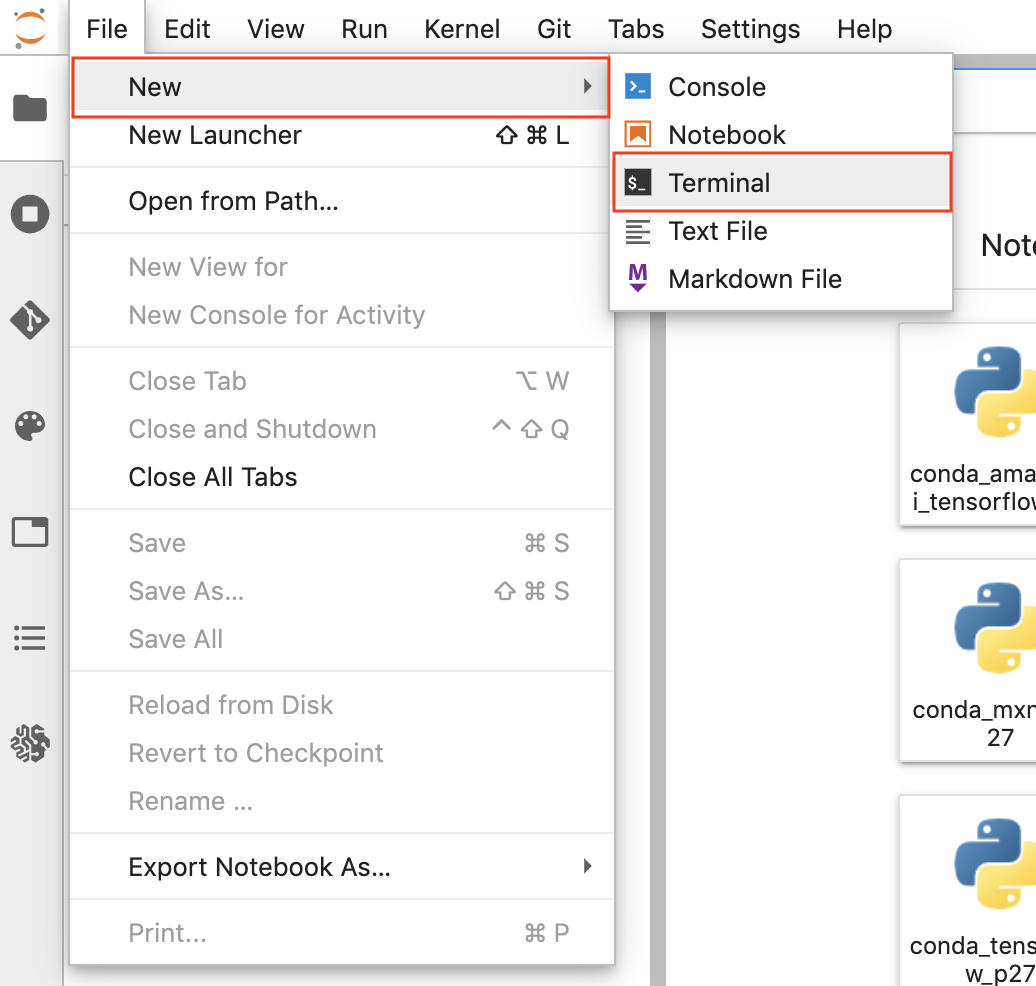 File Edit View Run Kernel Git Tabs Settings Help
New
New Launcher ⇧ ⌘ L
Open from Path...
New View for
New Console for Activity
Close Tab ⌥ W
Close and Shutdown ^ ⇧ Q
Close All Tabs
Save ⌘ S
Save As... ⇧ ⌘ S
Save All
Reload from Disk
Revert to Checkpoint
Rename ...
Export Notebook As...
Print... ⌘ P
>_ Console
Notebook
$_ Terminal
Text File
M Markdown File
Note
conda_ama
i_tensorflow
conda_mxn
27
conda_tens
w_p27